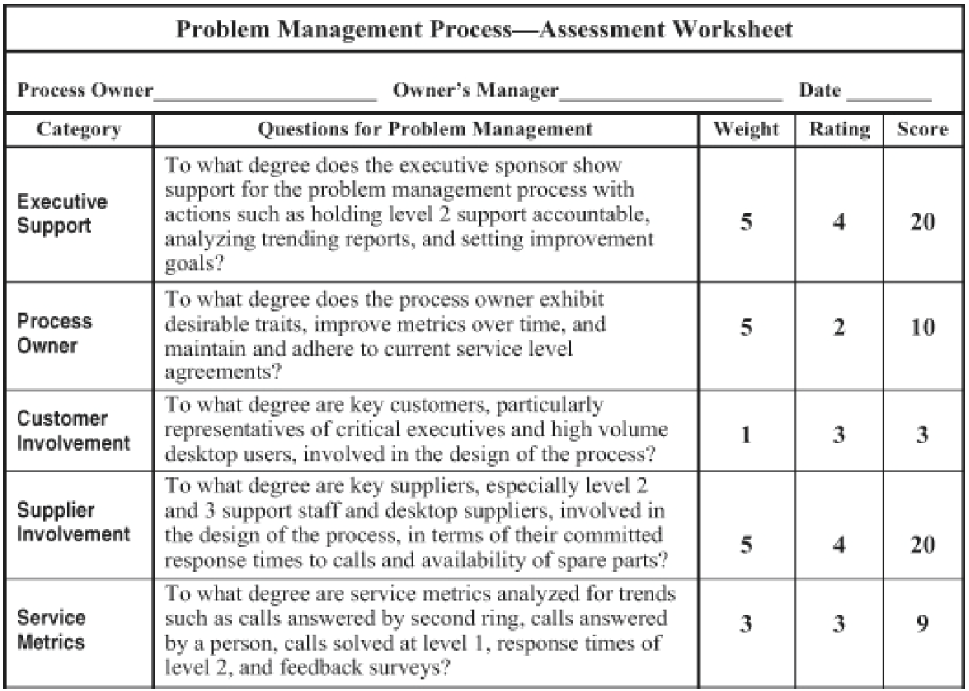 Problem Management Process—Assessment Worksheet
Process Owner____________________ Owner's Manager____________________ Date ________
Category Questions for Problem Management Weight Rating Score
Executive
Support
To what degree does the executive sponsor show
support for the problem management process with
actions such as holding level 2 support accountable,
analyzing trending reports, and setting improvement
goals?
5 4 20
Process
Owner
To what degree does the process owner exhibit
desirable traits, improve metrics over time, and
maintain and adhere to current service level
agreements?
5 2 10
Customer
Involvement
To what degree are key customers, particularly
representatives of critical executives and high volume
desktop users, involved in the design of the process?
1 3 3
Supplier
Involvement
To what degree are key suppliers, especially level 2
and 3 support staff and desktop suppliers, involved in
the design of the process, in terms of their committed
response times to calls and availability of spare parts?
5 4 20
Service
Metrics
To what degree are service metrics analyzed for trends
such as calls answered by second ring, calls answered
by a person, calls solved at level 1, response times of
level 2, and feedback surveys?
3 3 9